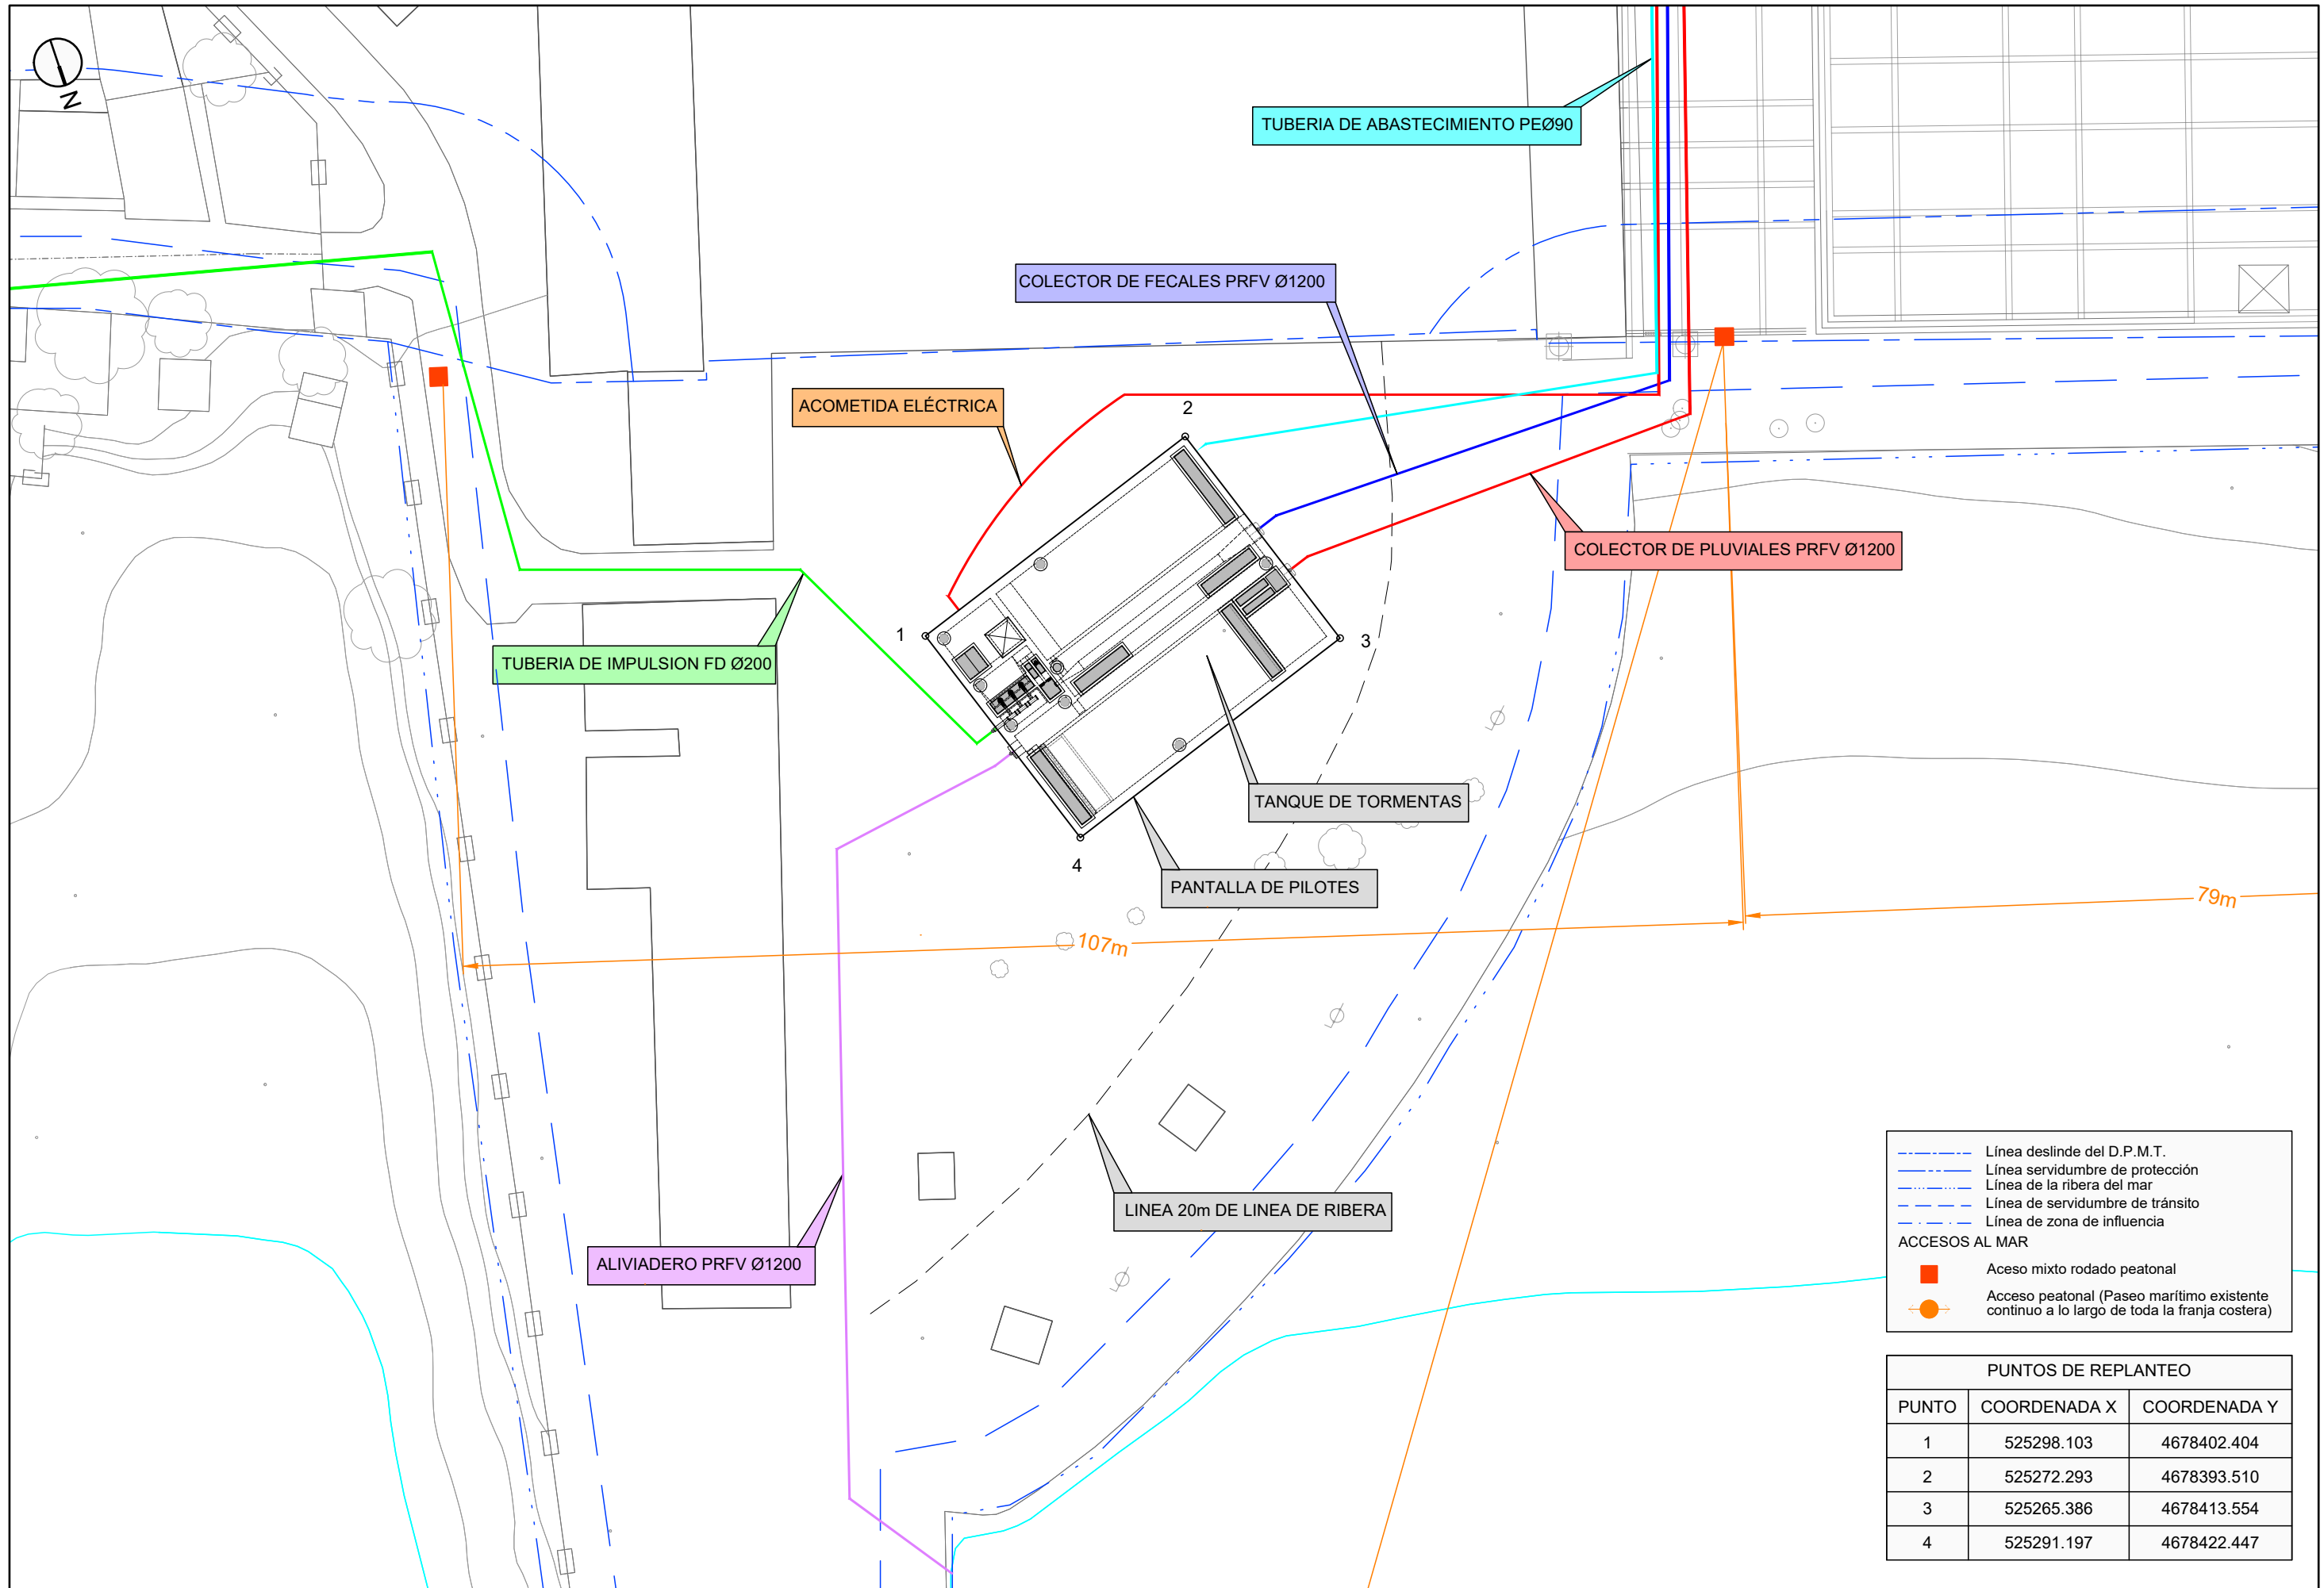 N
TUBERIA DE ABASTECIMIENTO PEØ90
COLECTOR DE FECALES PRFV Ø1200
ACOMETIDA ELÉCTRICA
2
COLECTOR DE PLUVIALES PRFV Ø1200
1
3
TUBERIA DE IMPULSION FD Ø200
TANQUE DE TORMENTAS
4
PANTALLA DE PILOTES
79m
107m
LINEA 20m DE LINEA DE RIBERA
ALIVIADERO PRFV Ø1200
Línea deslinde del D.P.M.T.
Línea servidumbre de protección
Línea de la ribera del mar
Línea de servidumbre de tránsito
Línea de zona de influencia
ACCESOS AL MAR
Aceso mixto rodado peatonal
Acceso peatonal (Paseo marítimo existente
continuo a lo largo de toda la franja costera)
PUNTOS DE REPLANTEO
PUNTO COORDENADA X COORDENADA Y
1 525298.103 4678402.404
2 525272.293 4678393.510
3 525265.386 4678413.554
4 525291.197 4678422.447